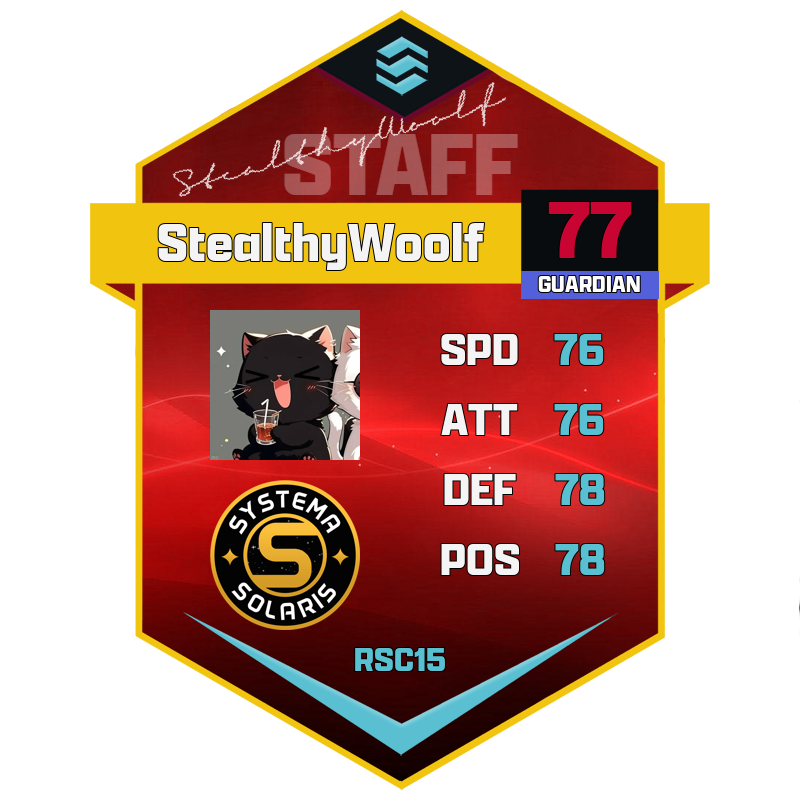 StealthyWoolf
STAFF
StealthyWoolf
77
GUARDIAN
SPD 76
ATT 76
DEF 78
POS 78
SYSTEMA
S
SOLARIS
RSC15